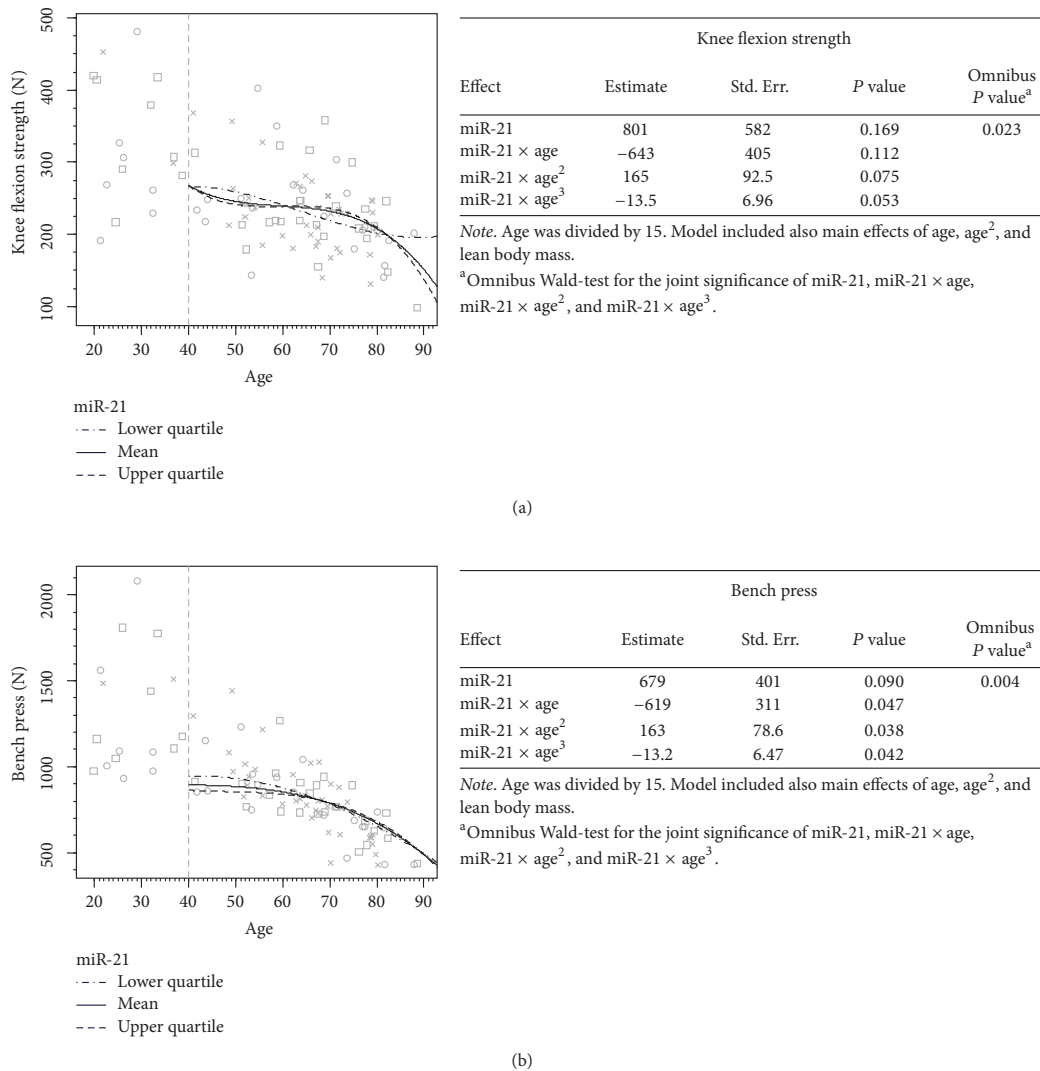 Knee flexion strength (N)
500
400
300
200
100
20 30 40 50 60 70 80 90
Age
miR-21
Lower quartile
Mean
Upper quartile
Knee flexion strength
Effect Estimate Std. Err. P value Omnibus P valueᵃ
miR-21 801 582 0.169 0.023
miR-21 × age −643 405 0.112
miR-21 × age² 165 92.5 0.075
miR-21 × age³ −13.5 6.96 0.053
Note. Age was divided by 15. Model included also main effects of age, age², and
lean body mass.
ᵃOmnibus Wald-test for the joint significance of miR-21, miR-21 × age,
miR-21 × age², and miR-21 × age³.
(a)
Bench press (N)
2000
1500
1000
500
20 30 40 50 60 70 80 90
Age
miR-21
Lower quartile
Mean
Upper quartile
Bench press
Effect Estimate Std. Err. P value Omnibus P valueᵃ
miR-21 679 401 0.090 0.004
miR-21 × age −619 311 0.047
miR-21 × age² 163 78.6 0.038
miR-21 × age³ −13.2 6.47 0.042
Note. Age was divided by 15. Model included also main effects of age, age², and
lean body mass.
ᵃOmnibus Wald-test for the joint significance of miR-21, miR-21 × age,
miR-21 × age², and miR-21 × age³.
(b)